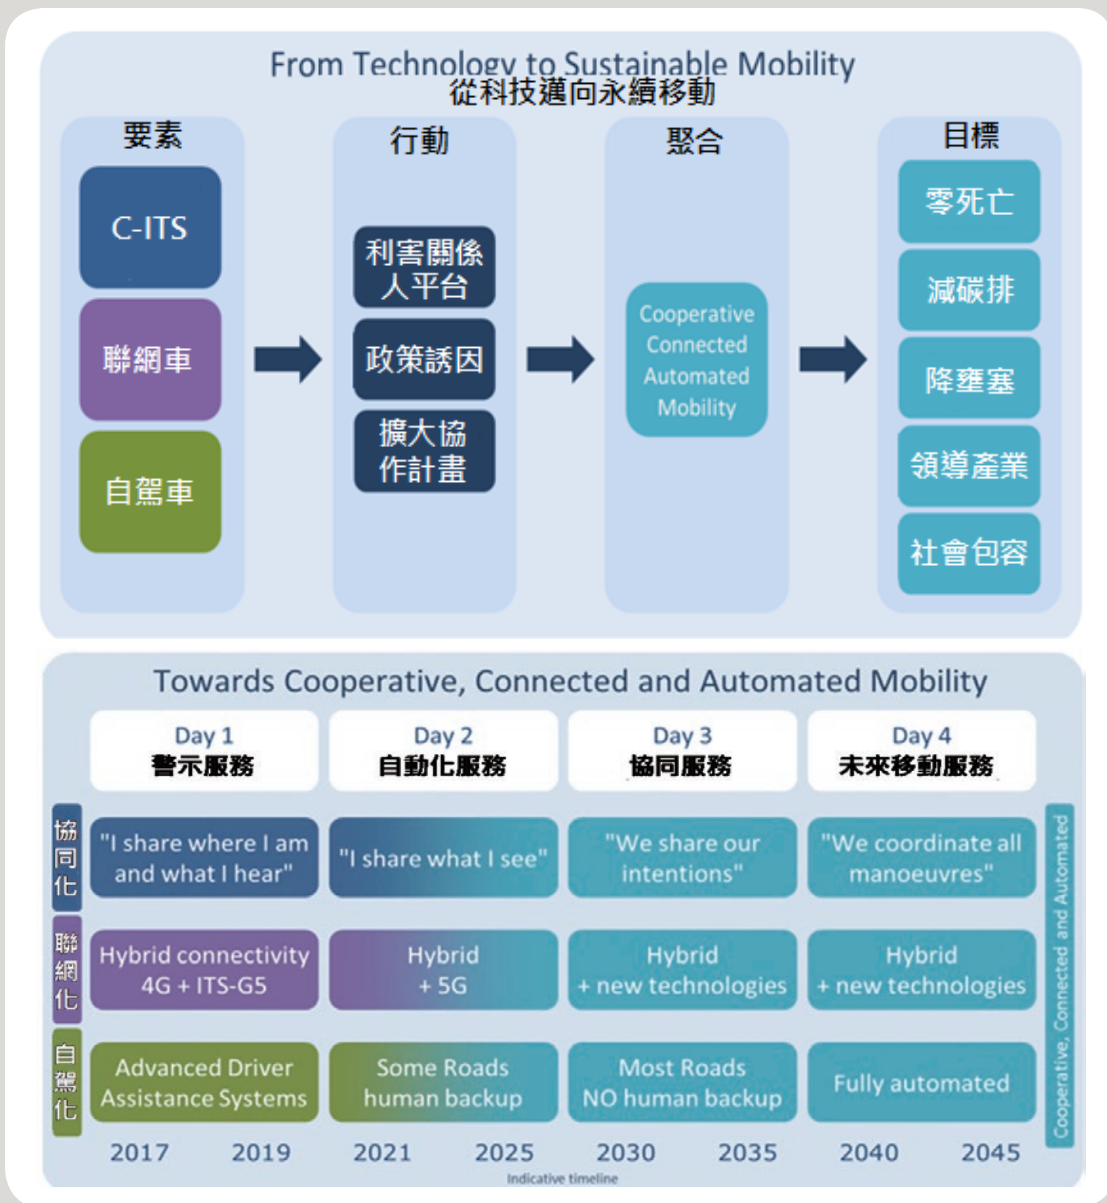 From Technology to Sustainable Mobility
從科技邁向永續移動
要素
C-ITS
聯網車
自駕車
行動
利害關係
人平台
政策誘因
擴大協
作計畫
聚合
Cooperative
Connected
Automated
Mobility
目標
零死亡
減碳排
降壅塞
領導產業
社會包容
Towards Cooperative, Connected and Automated Mobility
Day 1
警示服務
Day 2
自動化服務
Day 3
協同服務
Day 4
未來移動服務
協同化
"I share where I am
and what I hear"
"I share what I see"
"We share our
intentions"
"We coordinate all
manoeuvres"
聯網化
Hybrid connectivity
4G + ITS-G5
Hybrid
+ 5G
Hybrid
+ new technologies
Hybrid
+ new technologies
自駕化
Advanced Driver
Assistance Systems
Some Roads
human backup
Most Roads
NO human backup
Fully automated
Cooperative, Connected and Automated
2017 2019 2021 2025 2030 2035 2040 2045
Indicative timeline